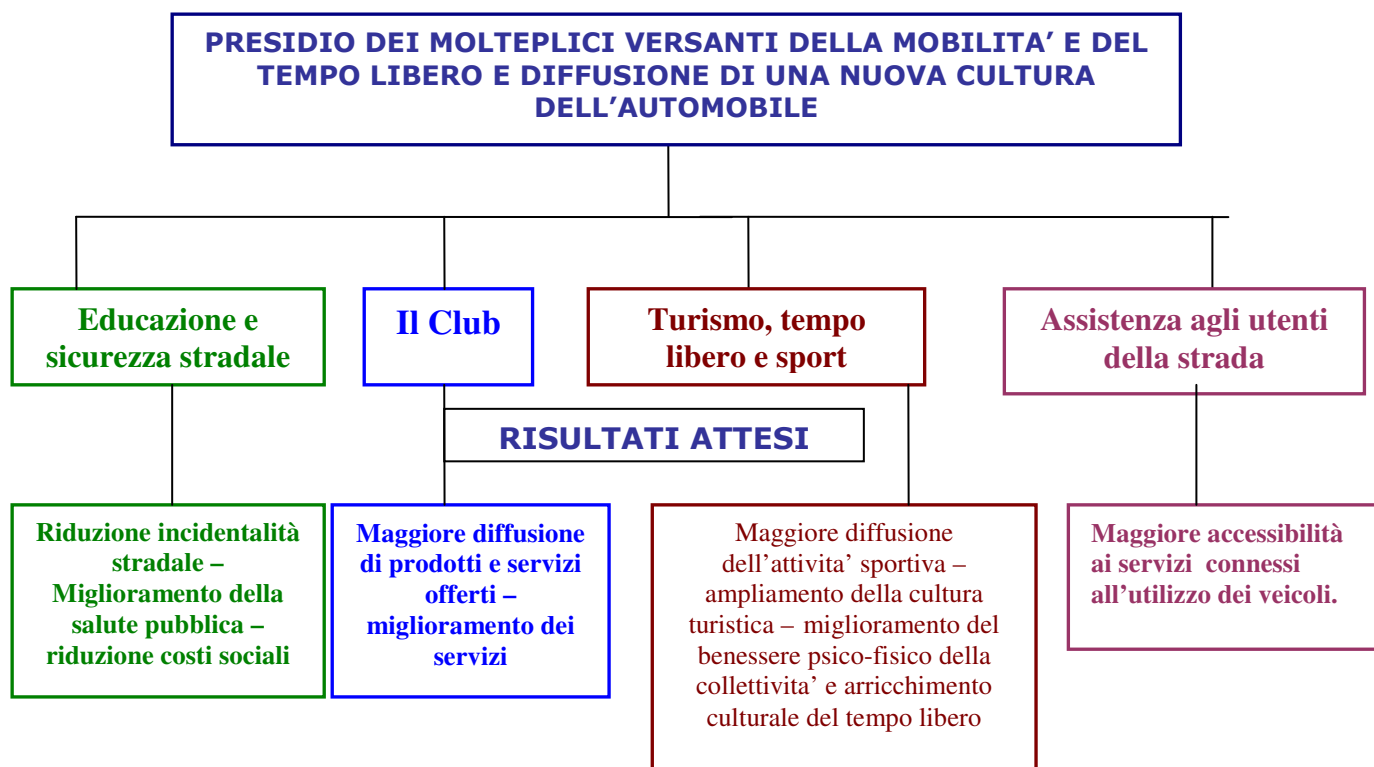 PRESIDIO DEI MOLTEPLICI VERSANTI DELLA MOBILITA’ E DEL
TEMPO LIBERO E DIFFUSIONE DI UNA NUOVA CULTURA
DELL’AUTOMOBILE
Educazione e
sicurezza stradale
Il Club
Turismo, tempo
libero e sport
Assistenza agli utenti
della strada
RISULTATI ATTESI
Riduzione incidentalità
stradale –
Miglioramento della
salute pubblica –
riduzione costi sociali
Maggiore diffusione
di prodotti e servizi
offerti –
miglioramento dei
servizi
Maggiore diffusione
dell’attivita’ sportiva –
ampliamento della cultura
turistica – miglioramento del
benessere psico-fisico della
collettivita’ e arricchimento
culturale del tempo libero
Maggiore accessibilità
ai servizi connessi
all’utilizzo dei veicoli.